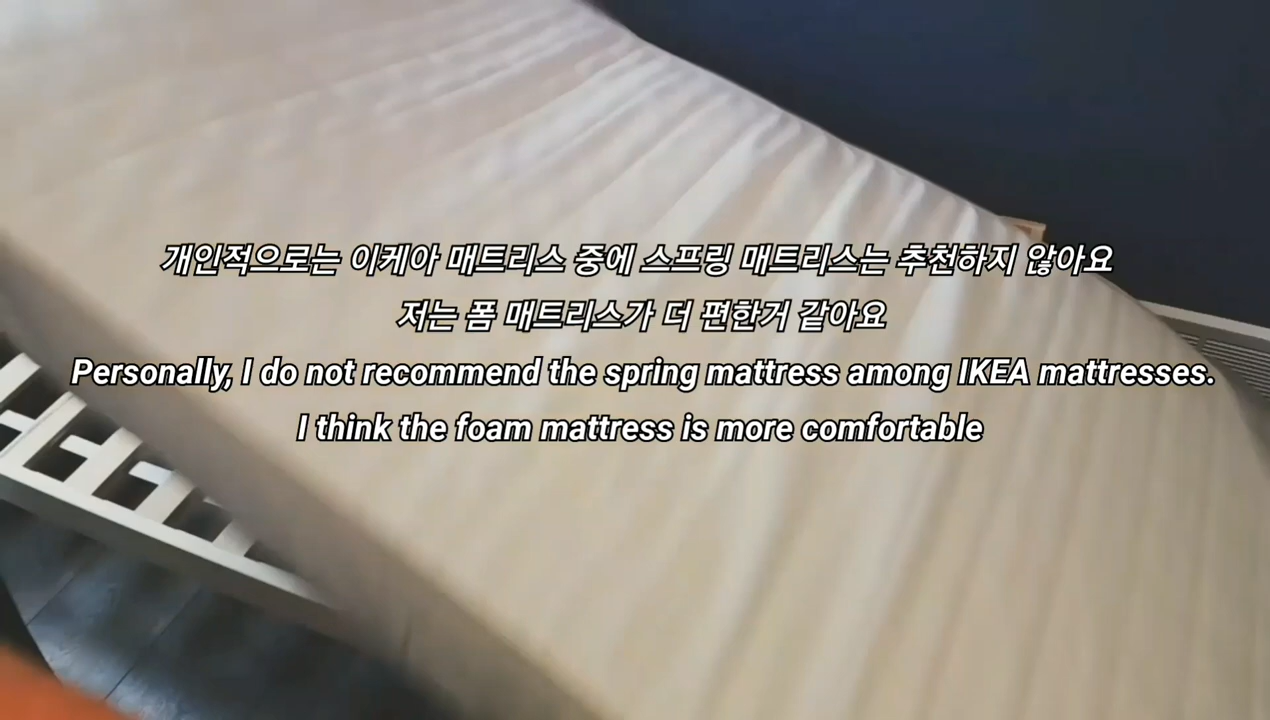 개인적으로는 이케아 매트리스 중에 스프링 매트리스는 추천하지 않아요
저는 폼 매트리스가 더 편한거 같아요
Personally, I do not recommend the spring mattress among IKEA mattresses.
I think the foam mattress is more comfortable